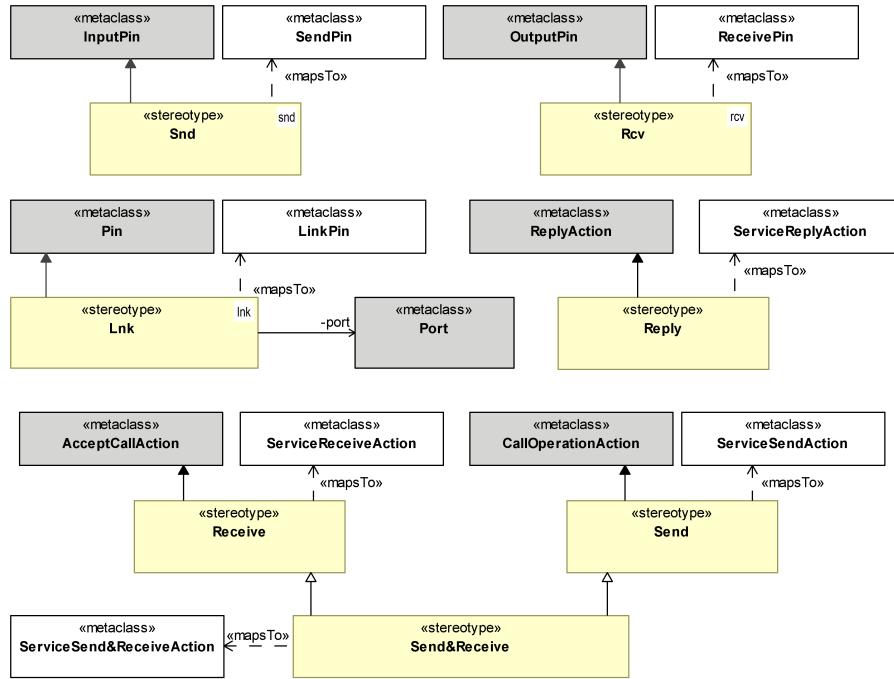 «metaclass»
InputPin
«metaclass»
SendPin
«mapsTo»
«stereotype»
Snd
snd
«metaclass»
OutputPin
«metaclass»
ReceivePin
«mapsTo»
«stereotype»
Rcv
rcv
«metaclass»
Pin
«metaclass»
LinkPin
«mapsTo»
«stereotype»
Lnk
lnk
-port
«metaclass»
Port
«metaclass»
ReplyAction
«metaclass»
ServiceReplyAction
«mapsTo»
«stereotype»
Reply
«metaclass»
AcceptCallAction
«metaclass»
ServiceReceiveAction
«mapsTo»
«stereotype»
Receive
«metaclass»
CallOperationAction
«metaclass»
ServiceSendAction
«mapsTo»
«stereotype»
Send
«metaclass»
ServiceSend&ReceiveAction
«mapsTo»
«stereotype»
Send&Receive